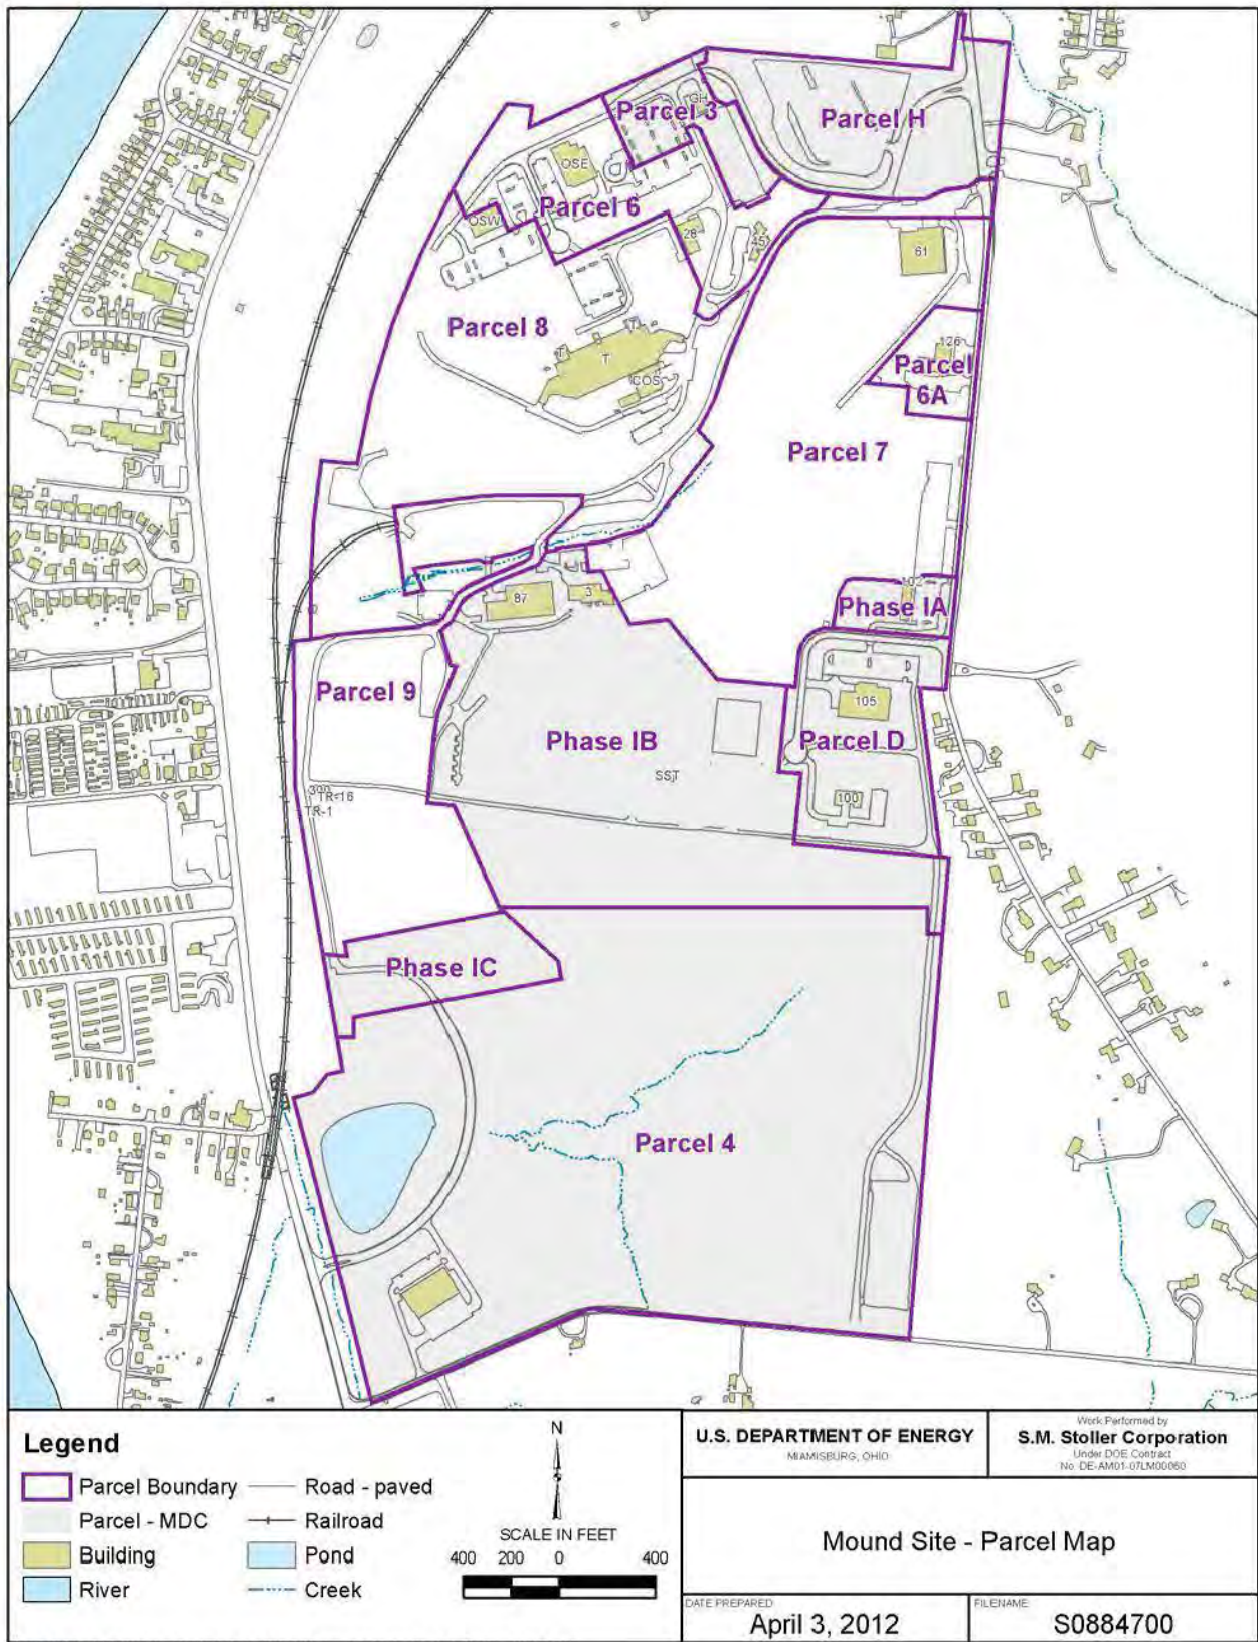 GH
Parcel 3
Parcel H
OSE
Parcel 6
OSW
28
45
61
Parcel 8
T
T
T
COS
126
Parcel
6A
Parcel 7
102
Phase IA
87
3
Parcel 9
105
Phase IB
Parcel D
SST
300
TR-16
TR-1
100
Phase IC
Parcel 4
Legend
Parcel Boundary
Road - paved
Parcel - MDC
Railroad
Building
Pond
River
Creek
N
SCALE IN FEET
400 200 0 400
U.S. DEPARTMENT OF ENERGY
MIAMISBURG, OHIO
Work Performed by
S.M. Stoller Corporation
Under DOE Contract
No. DE-AM01-07LM00060
Mound Site - Parcel Map
DATE PREPARED
April 3, 2012
FILENAME
S0884700